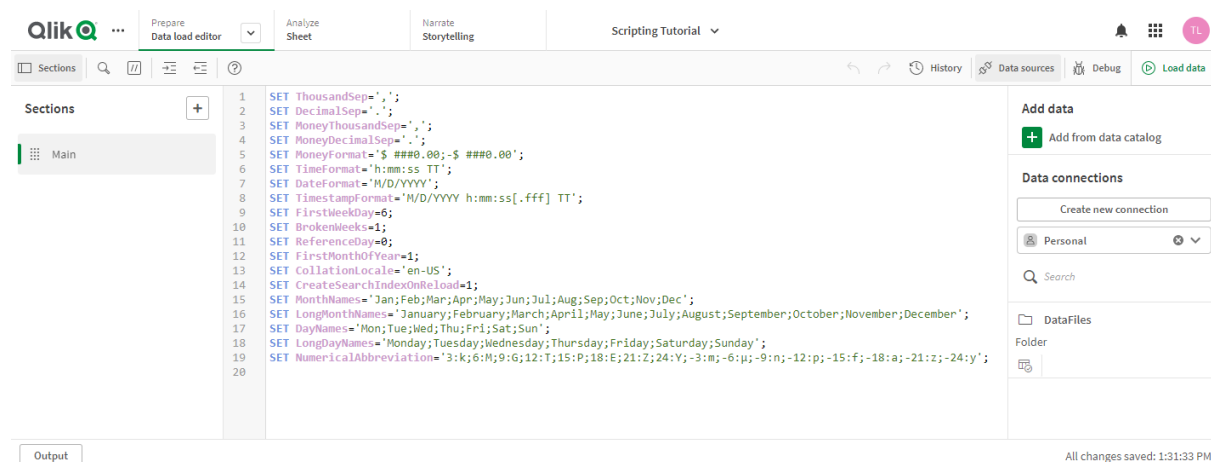 Qlik
Prepare
Data load editor
Analyze
Sheet
Narrate
Storytelling
Scripting Tutorial
TL
Sections
//
?
History
Data sources
Debug
Load data
Sections
+
Main
1 SET ThousandSep=',';
2 SET DecimalSep='.';
3 SET MoneyThousandSep=',';
4 SET MoneyDecimalSep='.';
5 SET MoneyFormat='$ ###0.00;-$ ###0.00';
6 SET TimeFormat='h:mm:ss TT';
7 SET DateFormat='M/D/YYYY';
8 SET TimestampFormat='M/D/YYYY h:mm:ss[.fff] TT';
9 SET FirstWeekDay=6;
10 SET BrokenWeeks=1;
11 SET ReferenceDay=0;
12 SET FirstMonthOfYear=1;
13 SET CollationLocale='en-US';
14 SET CreateSearchIndexOnReload=1;
15 SET MonthNames='Jan;Feb;Mar;Apr;May;Jun;Jul;Aug;Sep;Oct;Nov;Dec';
16 SET LongMonthNames='January;February;March;April;May;June;July;August;September;October;November;December';
17 SET DayNames='Mon;Tue;Wed;Thu;Fri;Sat;Sun';
18 SET LongDayNames='Monday;Tuesday;Wednesday;Thursday;Friday;Saturday;Sunday';
19 SET NumericalAbbreviation='3:k;6:M;9:G;12:T;15:P;18:E;21:Z;24:Y;-3:m;-6:μ;-9:n;-12:p;-15:f;-18:a;-21:z;-24:y';
20
Add data
+ Add from data catalog
Data connections
Create new connection
Personal
Search
DataFiles
Folder
Output
All changes saved: 1:31:33 PM